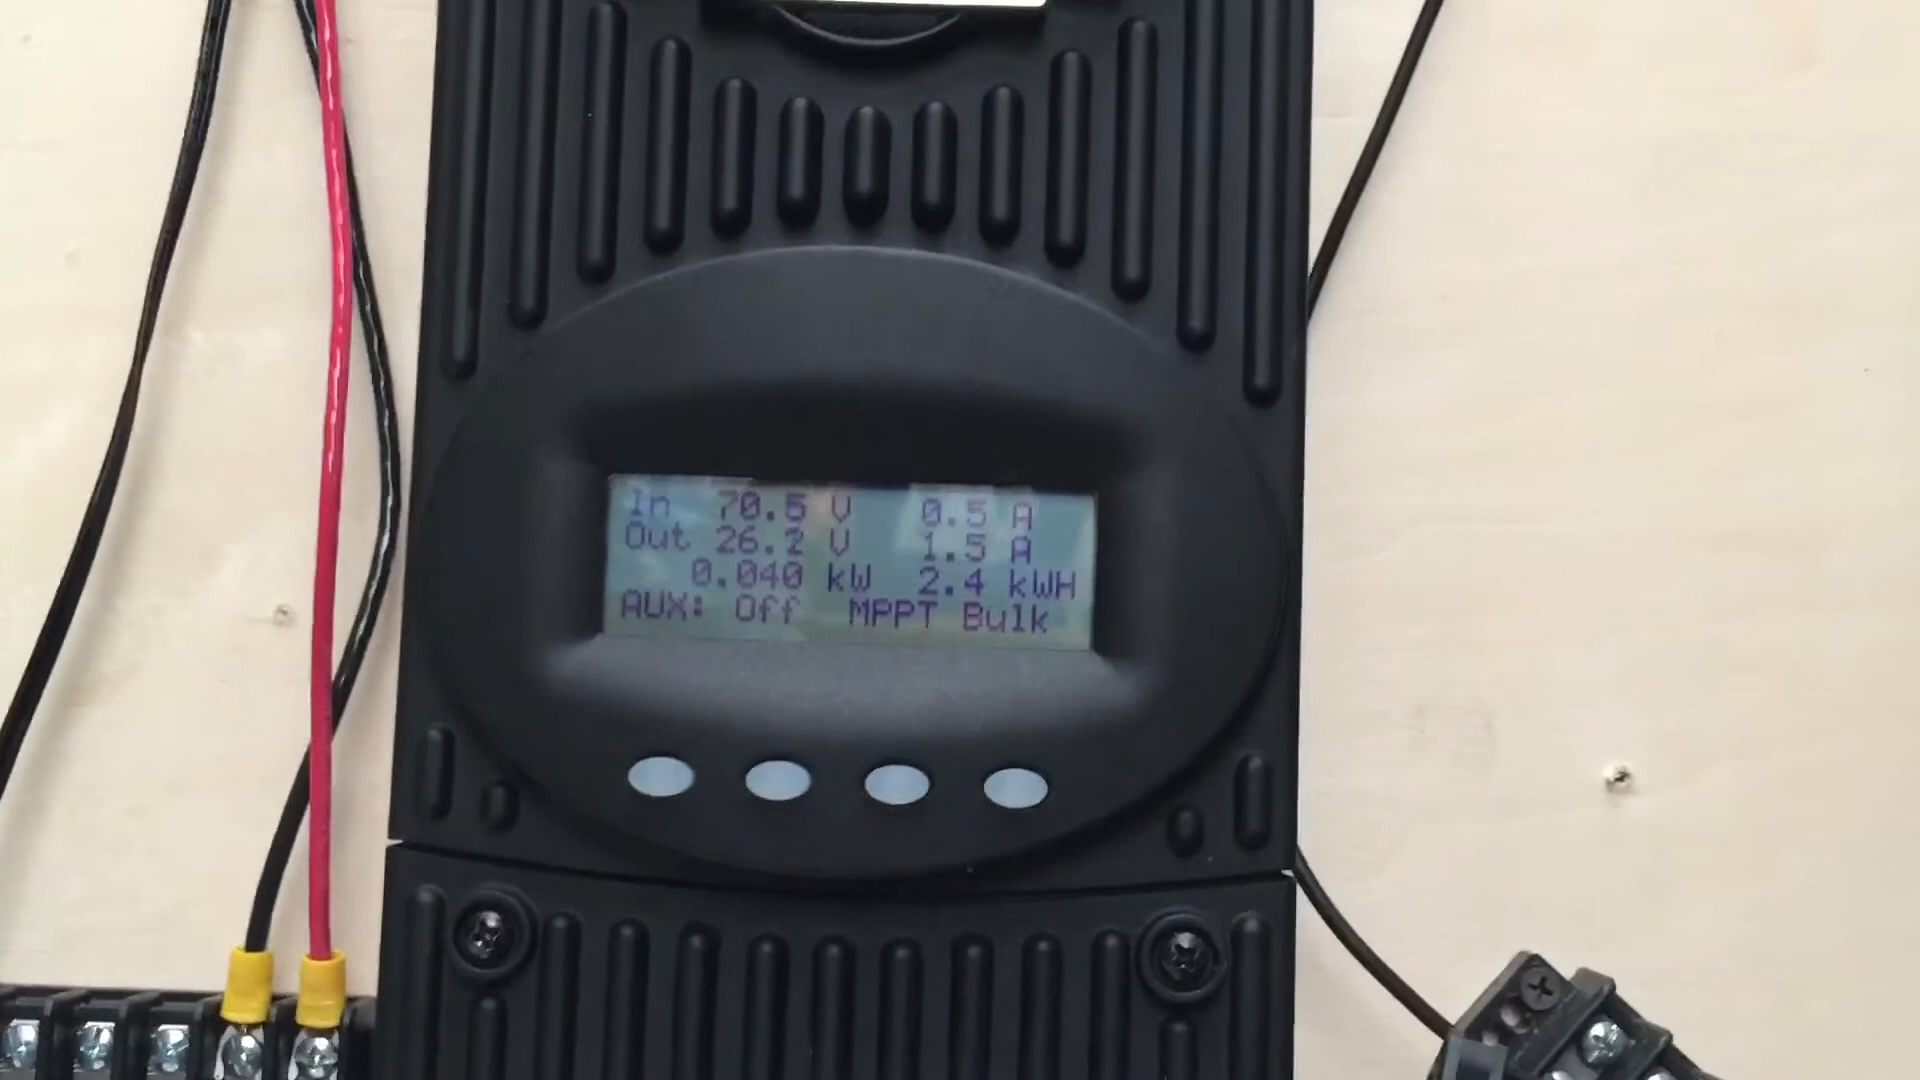 In 70.5 V 0.5 A
Out 26.2 V 1.5 A
0.040 kW 2.4 kWH
AUX: Off MPPT Bulk